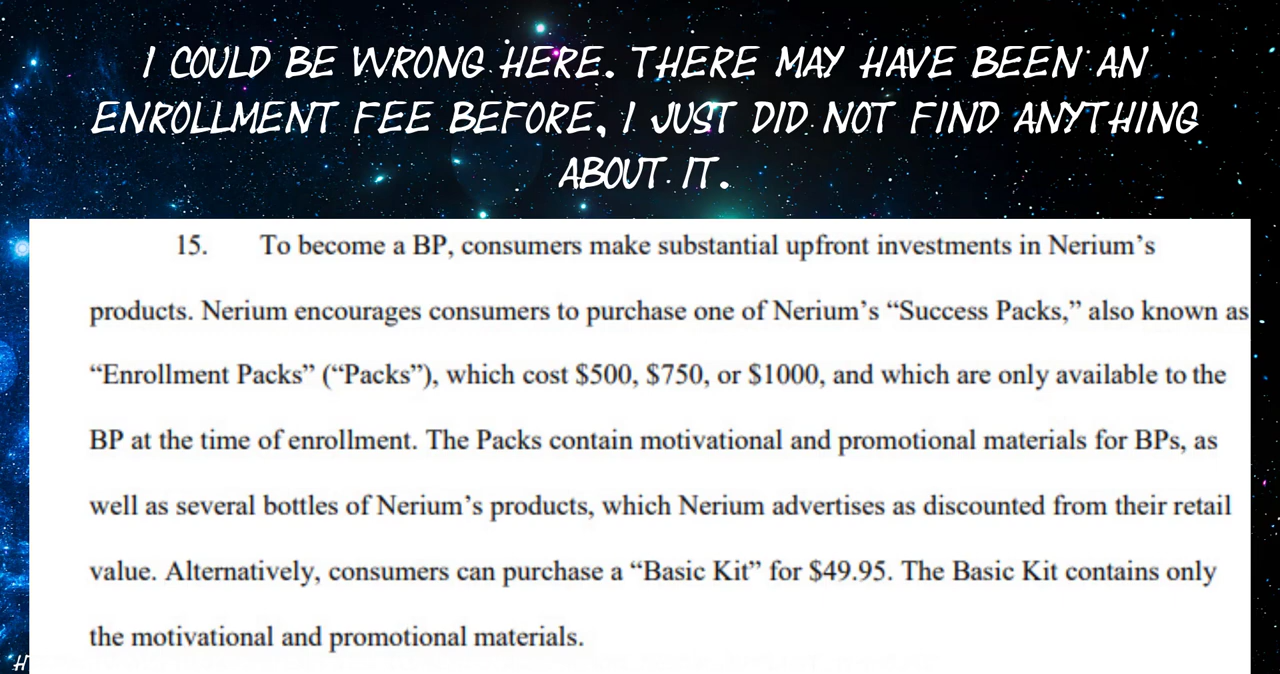 I COULD BE WRONG HERE. THERE MAY HAVE BEEN AN
ENROLLMENT FEE BEFORE, I JUST DID NOT FIND ANYTHING
ABOUT IT.
15. To become a BP, consumers make substantial upfront investments in Nerium’s
products. Nerium encourages consumers to purchase one of Nerium’s “Success Packs,” also known as
“Enrollment Packs” (“Packs”), which cost $500, $750, or $1000, and which are only available to the
BP at the time of enrollment. The Packs contain motivational and promotional materials for BPs, as
well as several bottles of Nerium’s products, which Nerium advertises as discounted from their retail
value. Alternatively, consumers can purchase a “Basic Kit” for $49.95. The Basic Kit contains only
the motivational and promotional materials.